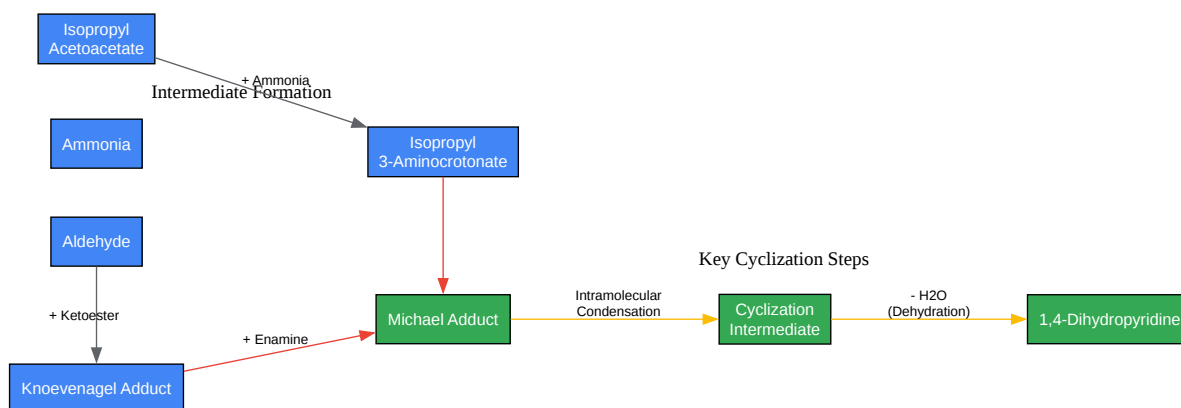 Isopropyl
Acetoacetate
+ Ammonia
Intermediate Formation
Ammonia
Isopropyl
3-Aminocrotonate
Aldehyde
+ Ketoester
Key Cyclization Steps
Michael Adduct
Intramolecular
Condensation
Cyclization
Intermediate
- H2O
(Dehydration)
1,4-Dihydropyridine
+ Enamine
Knoevenagel Adduct